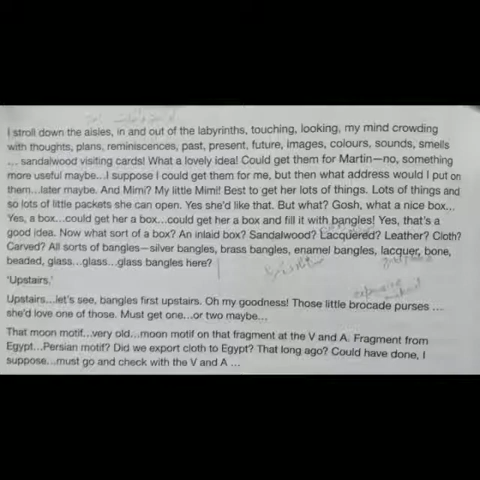 I stroll down the aisles, in and out of the labyrinths, touching, looking, my mind crowding
with thoughts, plans, reminiscences, past, present, future, images, colours, sounds, smells
... sandalwood visiting cards! What a lovely idea! Could get them for Martin—no, something
more useful maybe...I suppose I could get them for me, but then what address would I put on
them...later maybe. And Mimi? My little Mimi! Best to get her lots of things. Lots of things and
so lots of little packets she can open. Yes she'd like that. But what? Gosh, what a nice box...
Yes, a box...could get her a box...could get her a box and fill it with bangles! Yes, that's a
good idea. Now what sort of a box? An inlaid box? Sandalwood? Lacquered? Leather? Cloth?
Carved? All sorts of bangles—silver bangles, brass bangles, enamel bangles, lacquer, bone,
beaded, glass...glass...glass bangles here?
'Upstairs.'
Upstairs...let's see, bangles first upstairs. Oh my goodness! Those little brocade purses ...
she'd love one of those. Must get one...or two maybe...
That moon motif...very old...moon motif on that fragment at the V and A. Fragment from
Egypt...Persian motif? Did we export cloth to Egypt? That long ago? Could have done, I
suppose...must go and check with the V and A ...